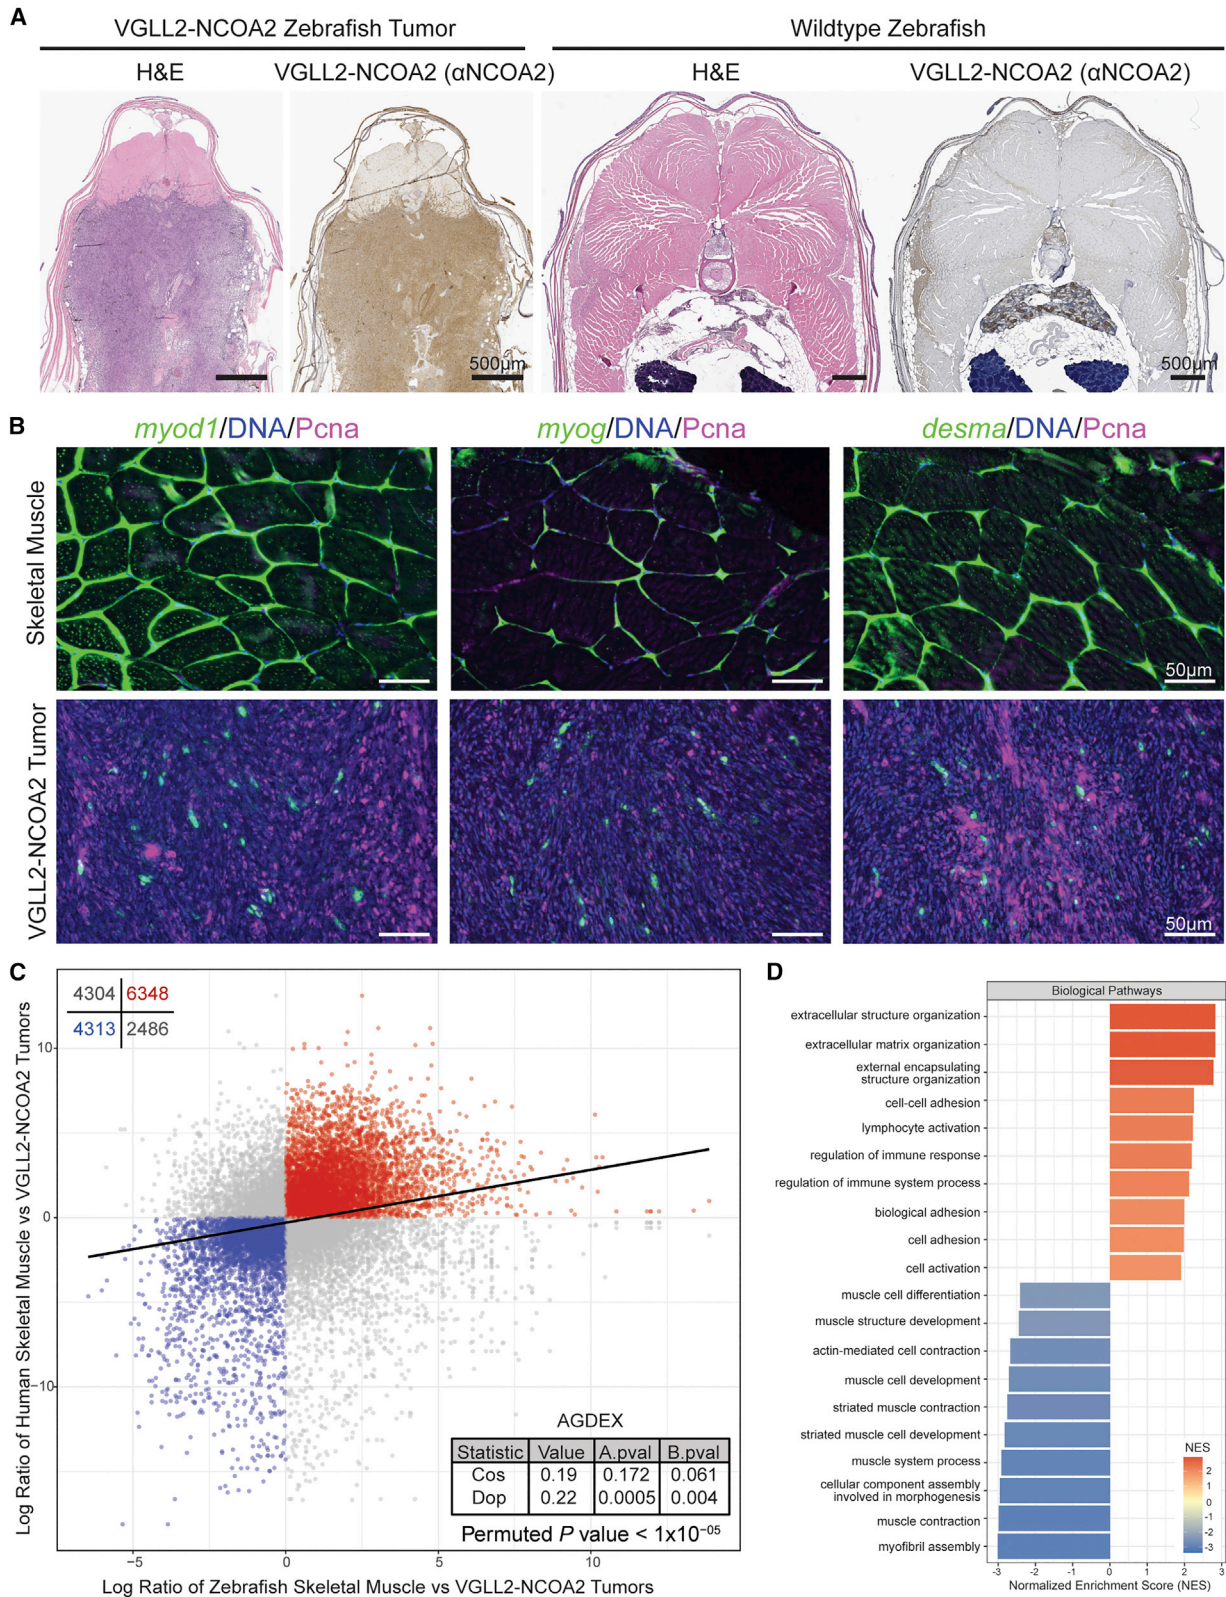 A
VGLL2-NCOA2 Zebrafish Tumor
Wildtype Zebrafish
H&E
VGLL2-NCOA2 (αNCOA2)
H&E
VGLL2-NCOA2 (αNCOA2)
500µm
500µm
B
myod1/DNA/Pcna
myog/DNA/Pcna
desma/DNA/Pcna
Skeletal Muscle
50µm
VGLL2-NCOA2 Tumor
50µm
C
Log Ratio of Human Skeletal Muscle vs VGLL2-NCOA2 Tumors
4304 6348
4313 2486
10
0
−10
AGDEX
Statistic Value A.pval B.pval
Cos 0.19 0.172 0.061
Dop 0.22 0.0005 0.004
Permuted P value < 1x10⁻⁰⁵
−5 0 5 10
Log Ratio of Zebrafish Skeletal Muscle vs VGLL2-NCOA2 Tumors
D
Biological Pathways
extracellular structure organization
extracellular matrix organization
external encapsulating
structure organization
cell-cell adhesion
lymphocyte activation
regulation of immune response
regulation of immune system process
biological adhesion
cell adhesion
cell activation
muscle cell differentiation
muscle structure development
actin-mediated cell contraction
muscle cell development
striated muscle contraction
striated muscle cell development
muscle system process
cellular component assembly
involved in morphogenesis
muscle contraction
myofibril assembly
NES
2
1
0
-1
-2
-3
-3 -2 -1 0 1 2 3
Normalized Enrichment Score (NES)